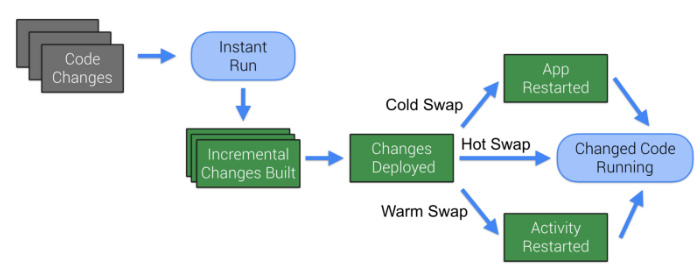 Code
Changes
Instant
Run
Incremental
Changes Built
Changes
Deployed
Cold Swap
Hot Swap
Warm Swap
App
Restarted
Activity
Restarted
Changed Code
Running